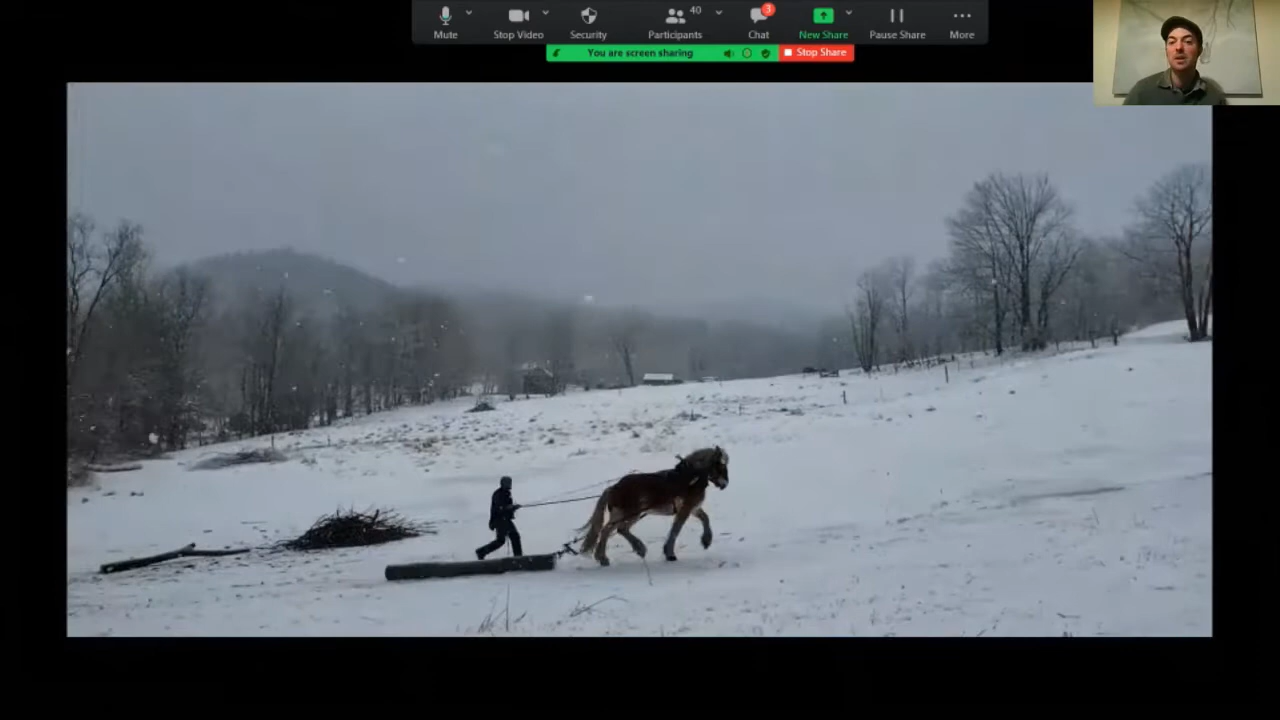 40
3
Mute
Stop Video
Security
Participants
Chat
New Share
Pause Share
More
You are screen sharing
Stop Share